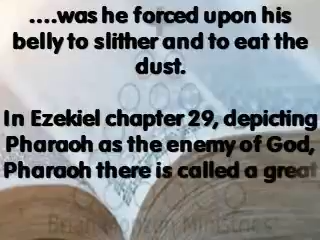 ....was he forced upon his
belly to slither and to eat the
dust.
In Ezekiel chapter 29, depicting
Pharaoh as the enemy of God,
Pharaoh there is called a great
Ministries